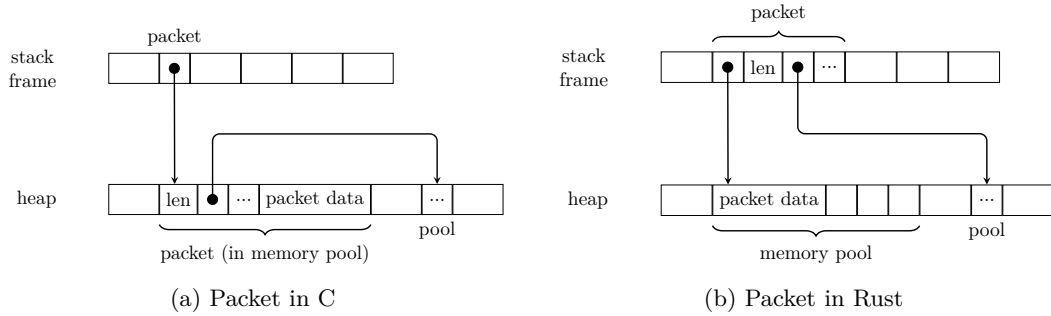 packet
stack
frame
heap
len
...
packet data
...
pool
packet (in memory pool)
(a) Packet in C
packet
stack
frame
len
...
heap
packet data
...
memory pool
pool
(b) Packet in Rust